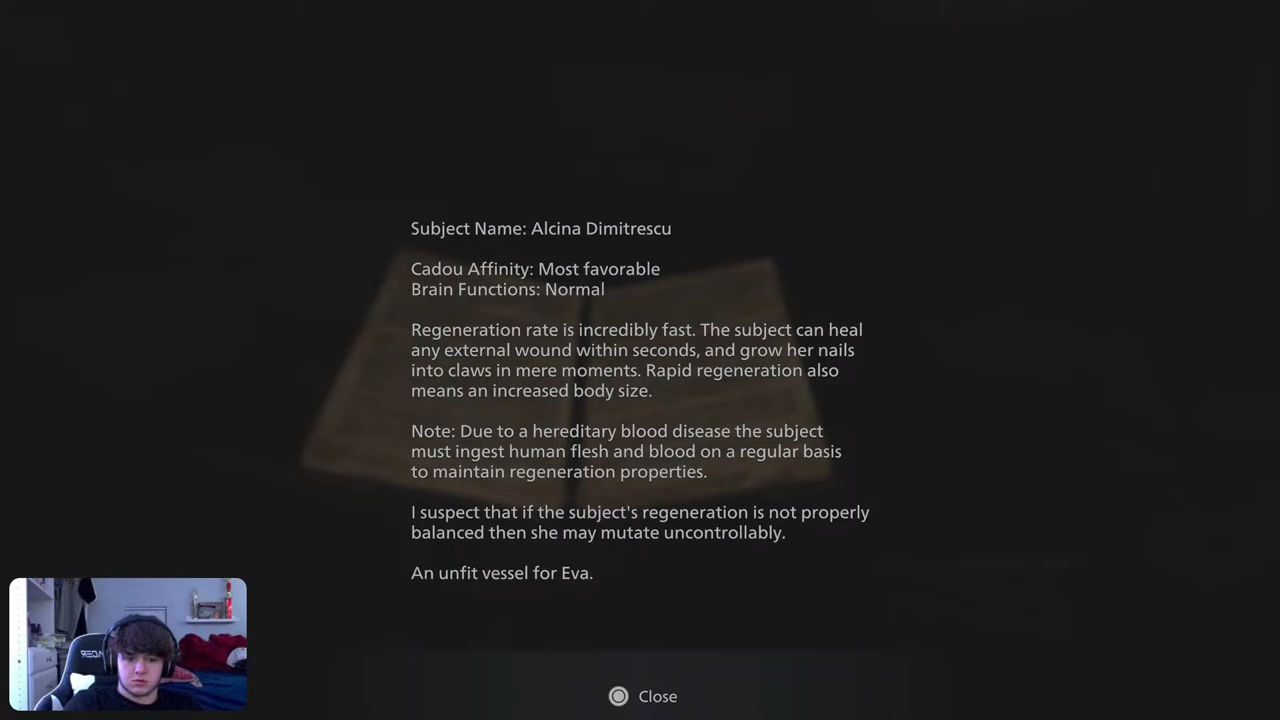 Subject Name: Alcina Dimitrescu
Cadou Affinity: Most favorable
Brain Functions: Normal
Regeneration rate is incredibly fast. The subject can heal
any external wound within seconds, and grow her nails
into claws in mere moments. Rapid regeneration also
means an increased body size.
Note: Due to a hereditary blood disease the subject
must ingest human flesh and blood on a regular basis
to maintain regeneration properties.
I suspect that if the subject's regeneration is not properly
balanced then she may mutate uncontrollably.
An unfit vessel for Eva.
Close